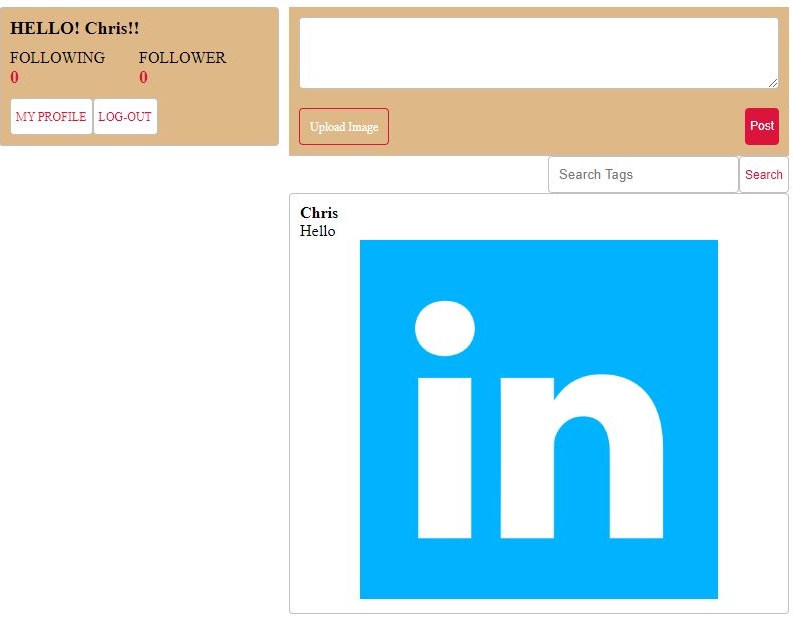 HELLO! Chris!!
FOLLOWING FOLLOWER
0 0
MY PROFILE LOG-OUT
Upload Image Post
Search Tags Search
Chris
Hello
in